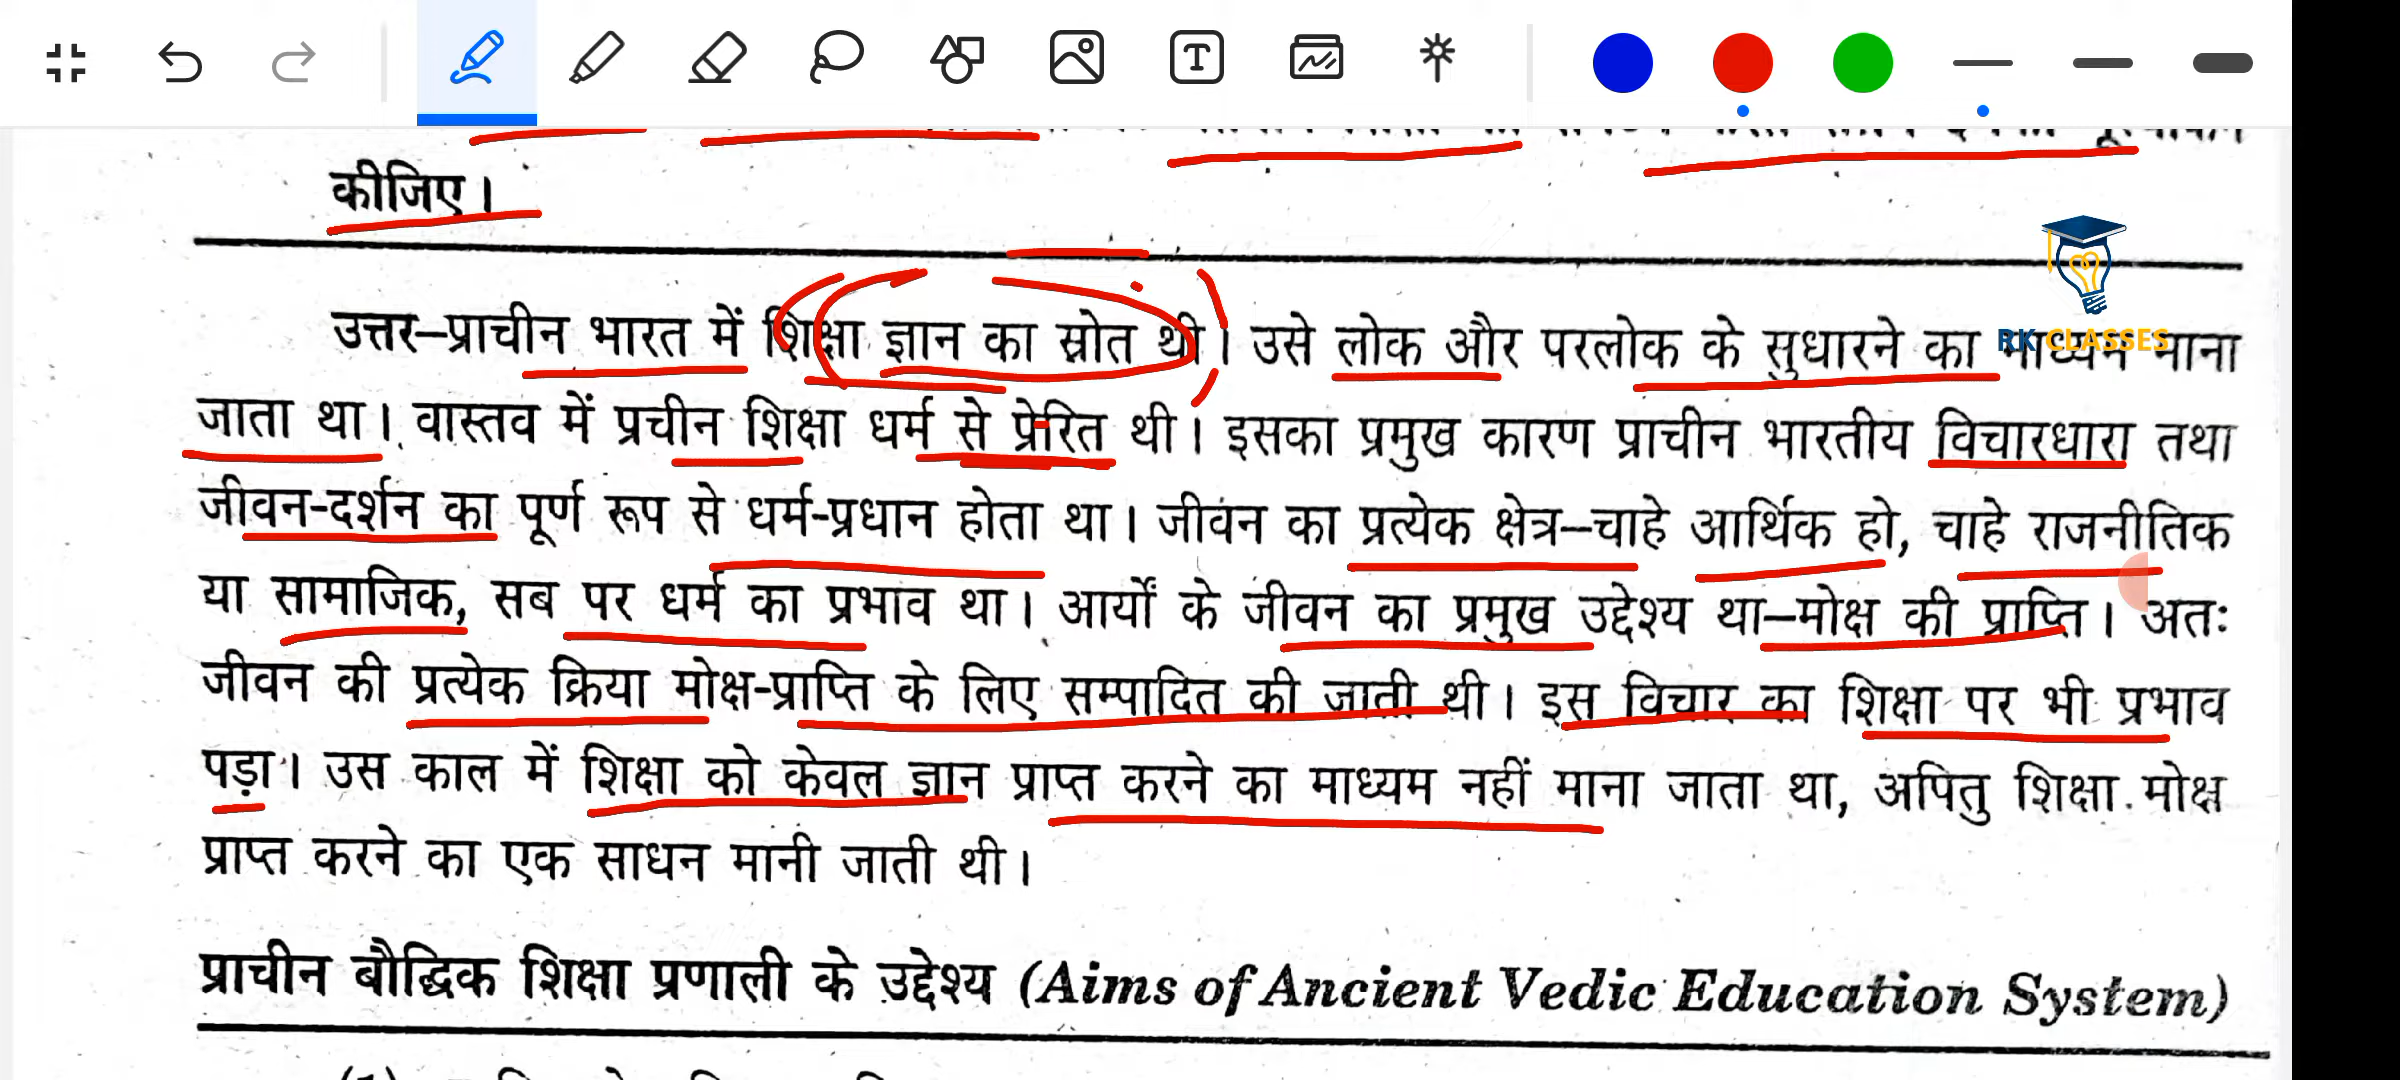 कीजिए।
RK CLASSES
उत्तर–प्राचीन भारत में शिक्षा ज्ञान का स्रोत थी। उसे लोक और परलोक के सुधारने का माध्यम माना
जाता था। वास्तव में प्रचीन शिक्षा धर्म से प्रेरित थी। इसका प्रमुख कारण प्राचीन भारतीय विचारधारा तथा
जीवन-दर्शन का पूर्ण रूप से धर्म-प्रधान होता था। जीवन का प्रत्येक क्षेत्र–चाहे आर्थिक हो, चाहे राजनीतिक
या सामाजिक, सब पर धर्म का प्रभाव था। आर्यों के जीवन का प्रमुख उद्देश्य था–मोक्ष की प्राप्ति। अतः
जीवन की प्रत्येक क्रिया मोक्ष-प्राप्ति के लिए सम्पादित की जाती थी। इस विचार का शिक्षा पर भी प्रभाव
पड़ा। उस काल में शिक्षा को केवल ज्ञान प्राप्त करने का माध्यम नहीं माना जाता था, अपितु शिक्षा मोक्ष
प्राप्त करने का एक साधन मानी जाती थी।
प्राचीन बौद्धिक शिक्षा प्रणाली के उद्देश्य (Aims of Ancient Vedic Education System)